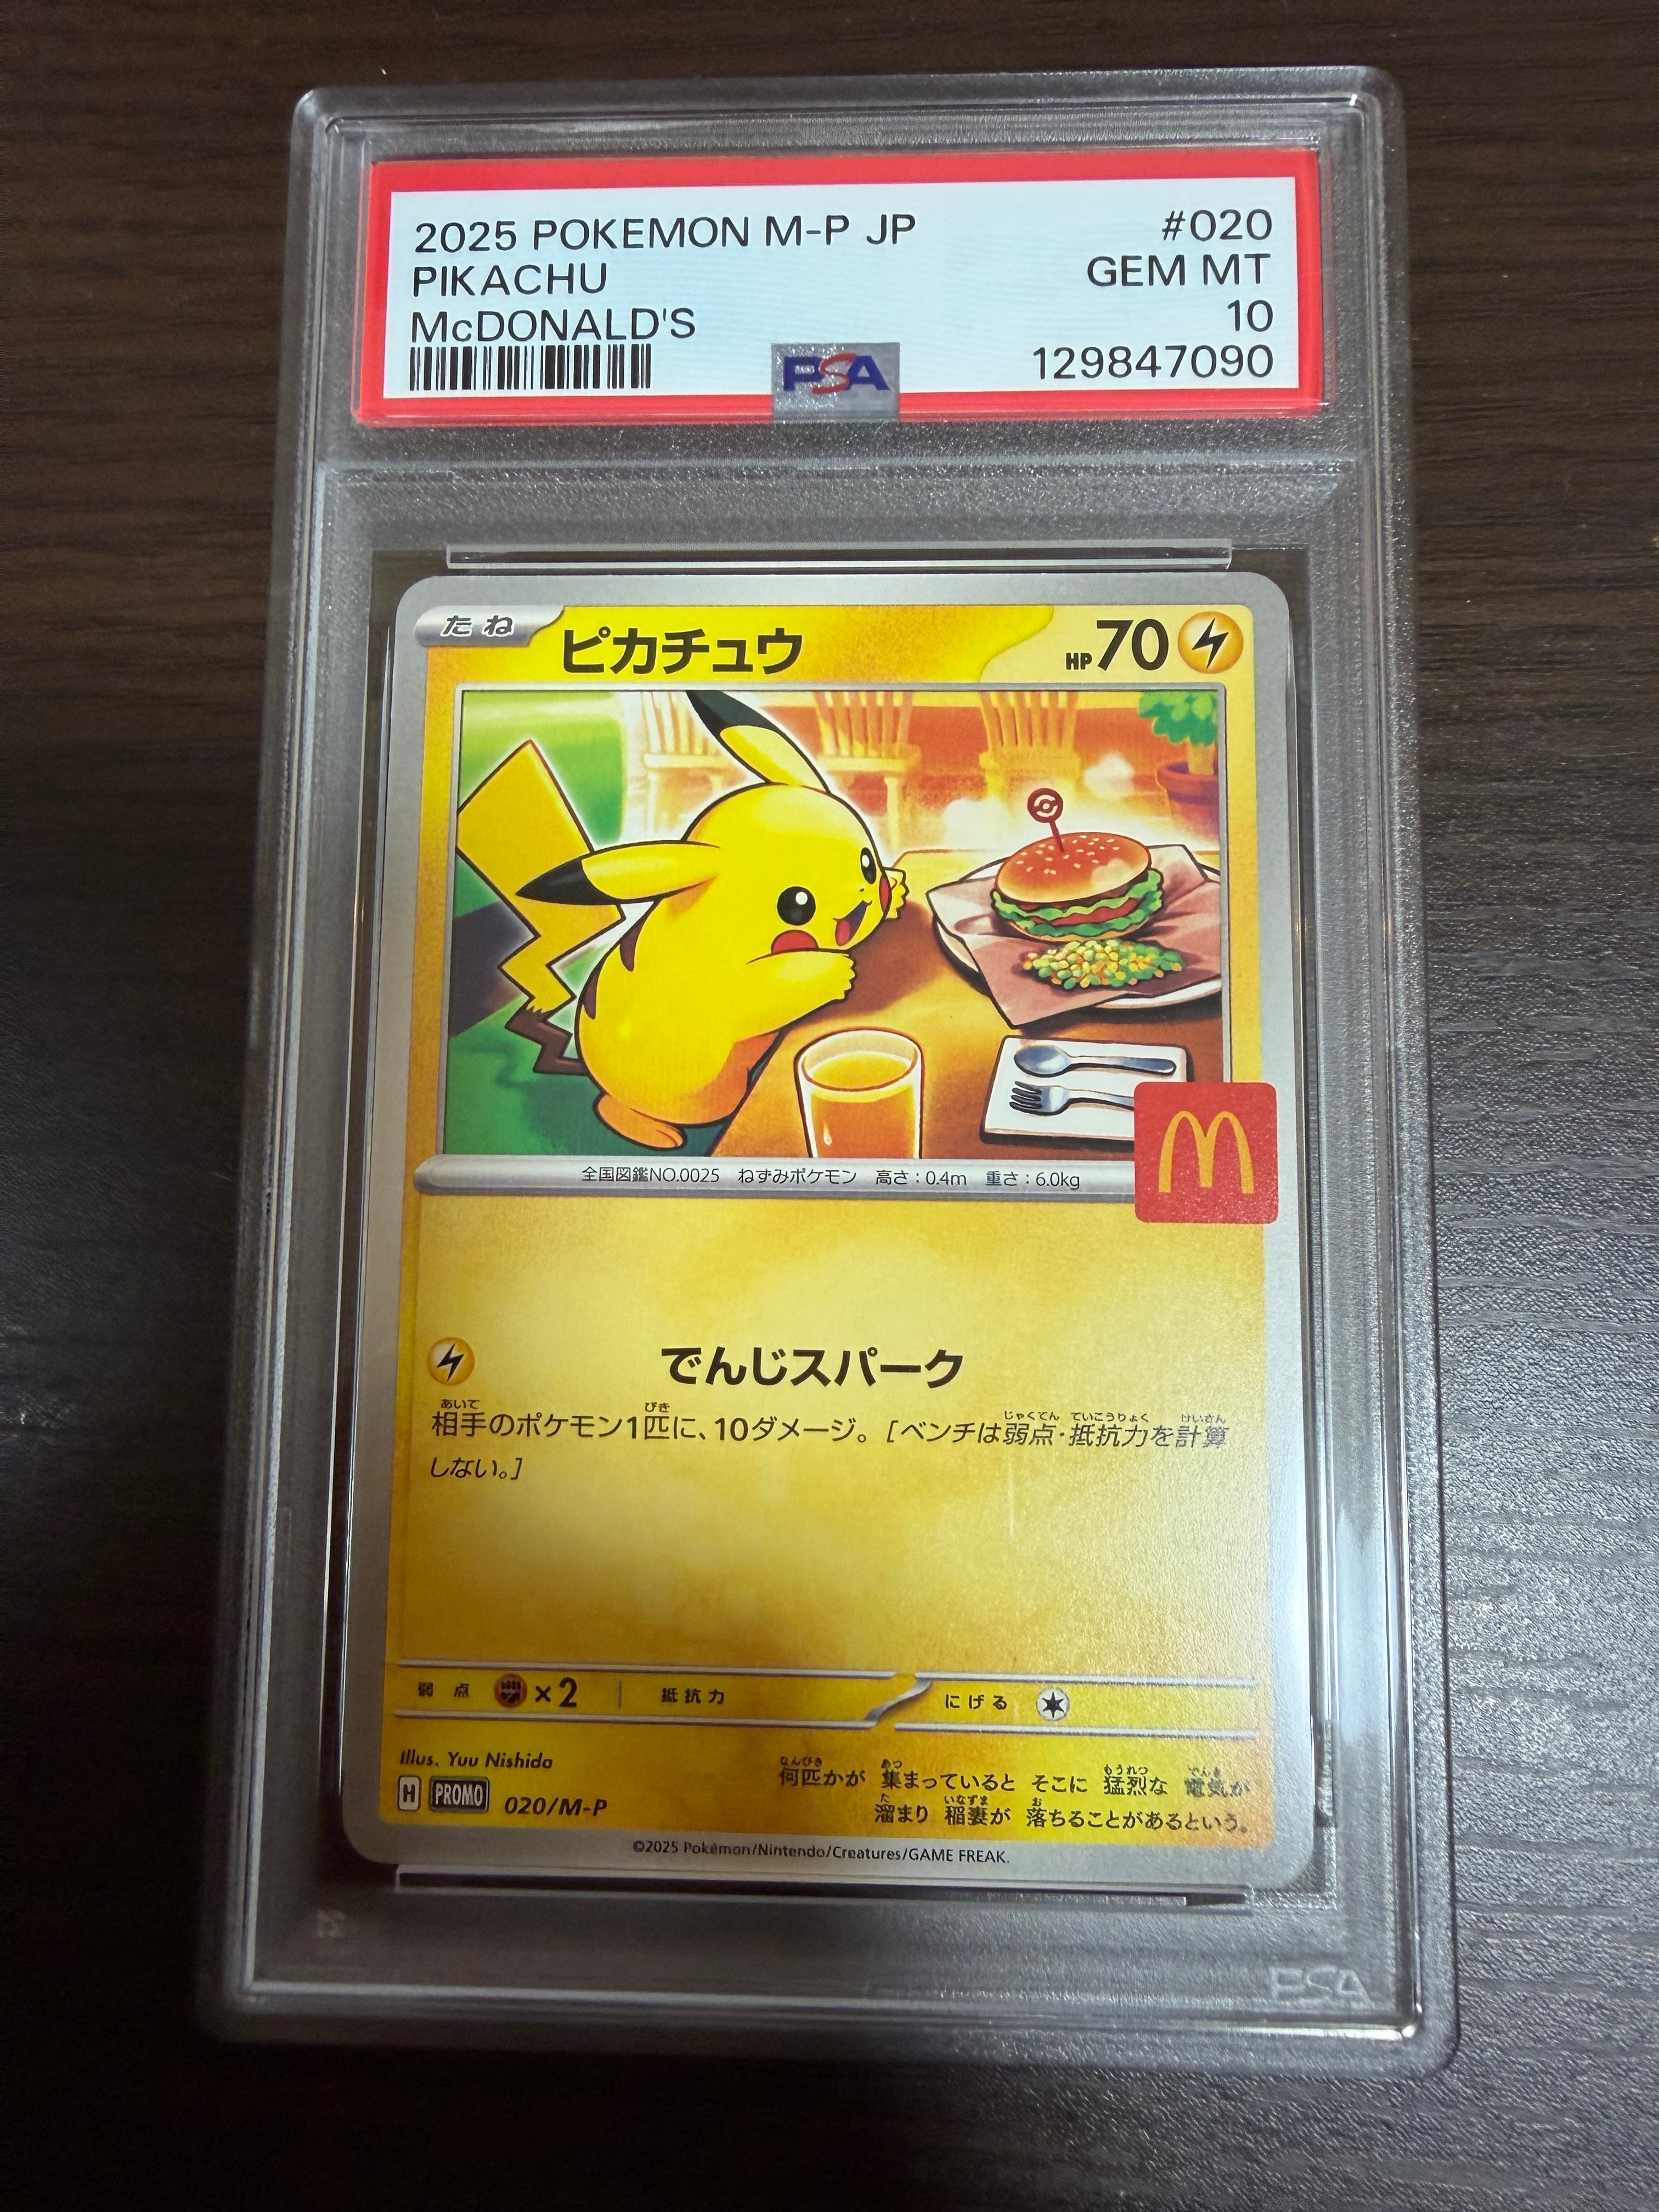 2025 POKEMON M-P JP #020
PIKACHU GEM MT
McDONALD'S 10
PSA 129847090
たね ピカチュウ HP70
全国図鑑NO.0025 ねずみポケモン 高さ:0.4m 重さ:6.0kg
でんじスパーク
相手のポケモン1匹に、10ダメージ。[ベンチは弱点・抵抗力を計算
しない。]
弱点 ×2 抵抗力 にげる
Illus. Yuu Nishida
H PROMO 020/M-P
何匹かが 集まっていると そこに 猛烈な 電気が
溜まり 稲妻が 落ちることがあるという。
©2025 Pokémon/Nintendo/Creatures/GAME FREAK.
PSA